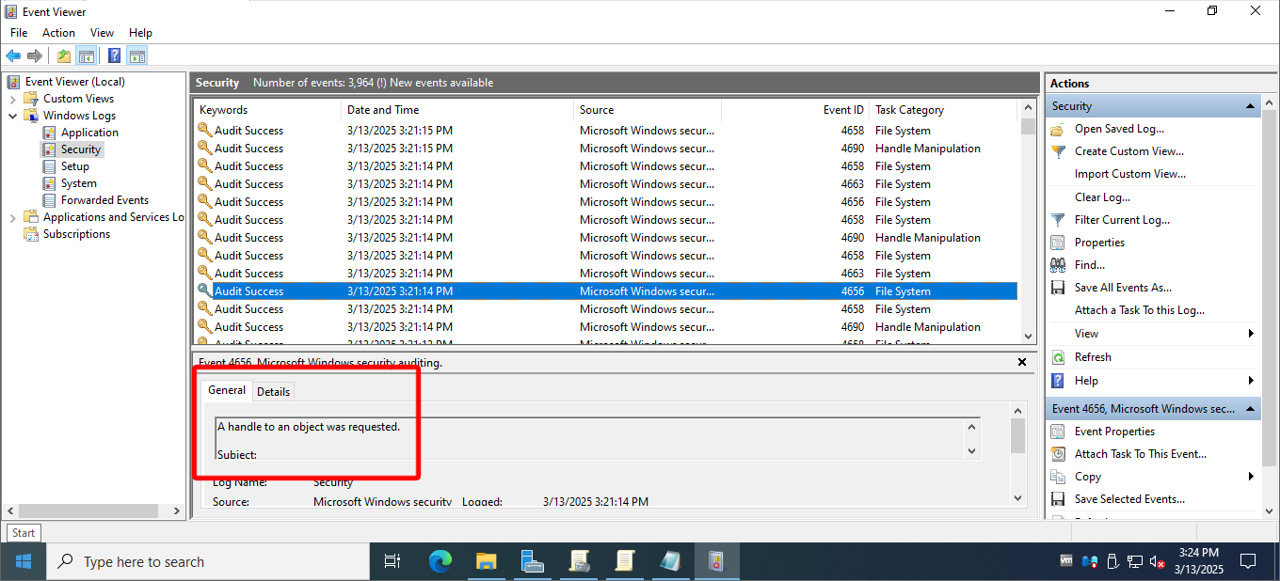 Event Viewer
File Action View Help
Event Viewer (Local)
Custom Views
Windows Logs
Application
Security
Setup
System
Forwarded Events
Applications and Services Lo
Subscriptions
Security Number of events: 3,964 (!) New events available
Keywords Date and Time Source Event ID Task Category
Audit Success 3/13/2025 3:21:15 PM Microsoft Windows secur... 4658 File System
Audit Success 3/13/2025 3:21:15 PM Microsoft Windows secur... 4690 Handle Manipulation
Audit Success 3/13/2025 3:21:14 PM Microsoft Windows secur... 4658 File System
Audit Success 3/13/2025 3:21:14 PM Microsoft Windows secur... 4663 File System
Audit Success 3/13/2025 3:21:14 PM Microsoft Windows secur... 4656 File System
Audit Success 3/13/2025 3:21:14 PM Microsoft Windows secur... 4658 File System
Audit Success 3/13/2025 3:21:14 PM Microsoft Windows secur... 4690 Handle Manipulation
Audit Success 3/13/2025 3:21:14 PM Microsoft Windows secur... 4658 File System
Audit Success 3/13/2025 3:21:14 PM Microsoft Windows secur... 4663 File System
Audit Success 3/13/2025 3:21:14 PM Microsoft Windows secur... 4656 File System
Audit Success 3/13/2025 3:21:14 PM Microsoft Windows secur... 4658 File System
Audit Success 3/13/2025 3:21:14 PM Microsoft Windows secur... 4690 Handle Manipulation
Event 4656, Microsoft Windows security auditing.
General Details
A handle to an object was requested.
Subject:
Log Name: Security
Source: Microsoft Windows security Logged: 3/13/2025 3:21:14 PM
Actions
Security
Open Saved Log...
Create Custom View...
Import Custom View...
Clear Log...
Filter Current Log...
Properties
Find...
Save All Events As...
Attach a Task To this Log...
View
Refresh
Help
Event 4656, Microsoft Windows sec...
Event Properties
Attach Task To This Event...
Copy
Save Selected Events...
Start
Type here to search
3:24 PM
3/13/2025